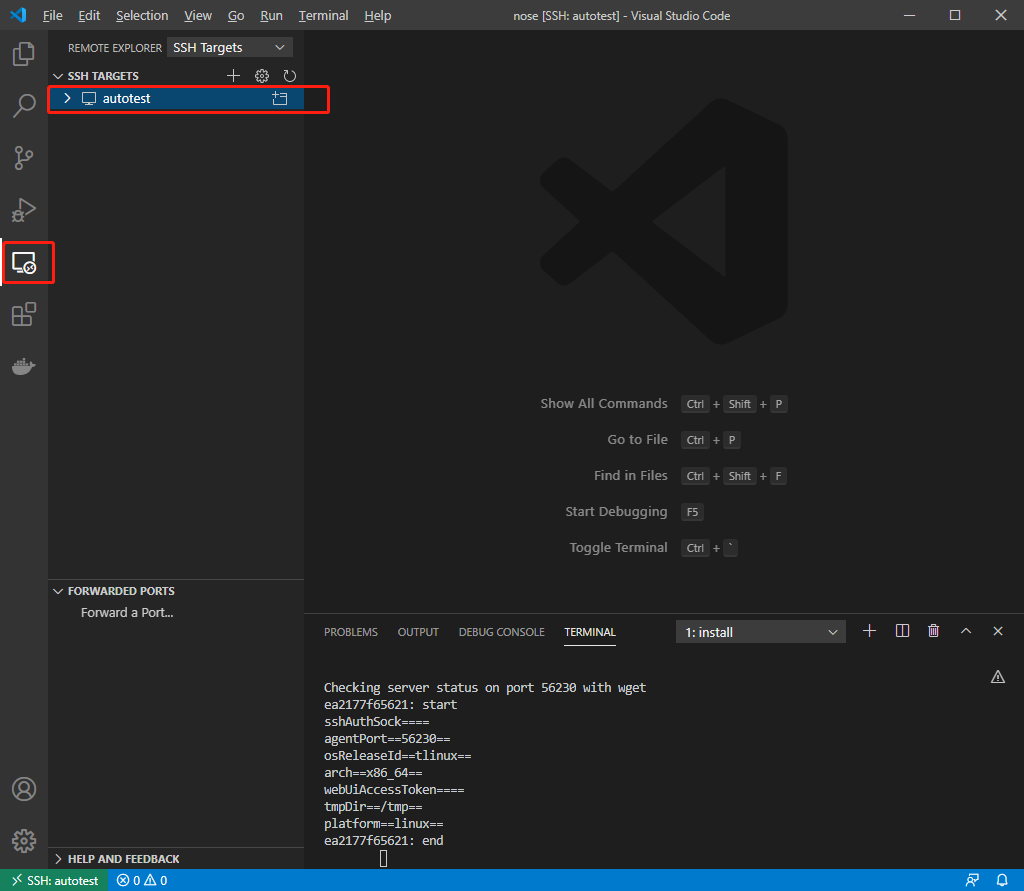 File Edit Selection View Go Run Terminal Help nose [SSH: autotest] - Visual Studio Code
REMOTE EXPLORER SSH Targets
SSH TARGETS
autotest
Show All Commands Ctrl + Shift + P
Go to File Ctrl + P
Find in Files Ctrl + Shift + F
Start Debugging F5
Toggle Terminal Ctrl + `
FORWARDED PORTS
Forward a Port...
HELP AND FEEDBACK
PROBLEMS OUTPUT DEBUG CONSOLE TERMINAL 1: install
Checking server status on port 56230 with wget
ea2177f65621: start
sshAuthSock====
agentPort==56230==
osReleaseId==tlinux==
arch==x86_64==
webUiAccessToken====
tmpDir==/tmp==
platform==linux==
ea2177f65621: end
SSH: autotest 0 0